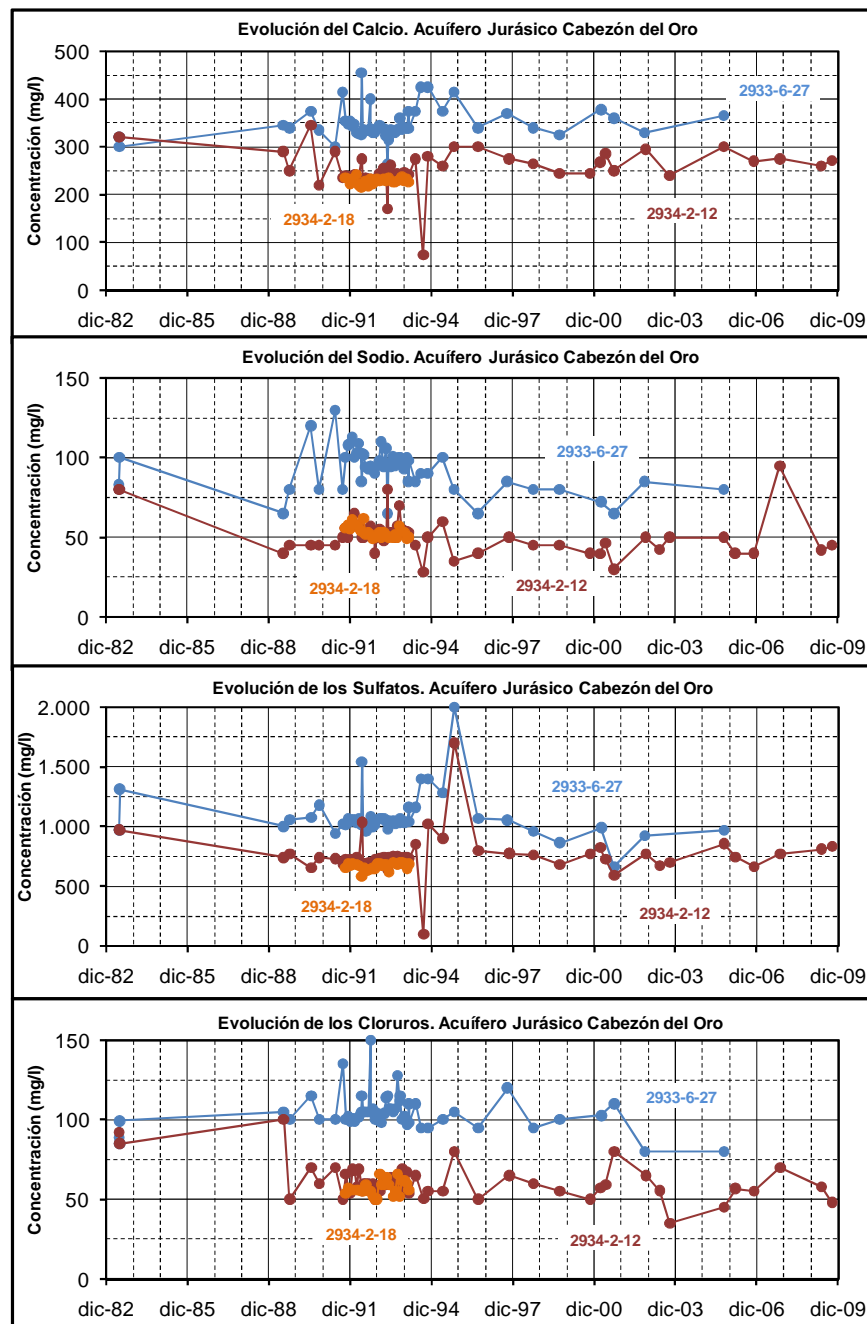 Evolución del Calcio. Acuífero Jurásico Cabezón del Oro
Concentración (mg/l)
500
400
300
200
100
0
2933-6-27
2934-2-18
2934-2-12
dic-82 dic-85 dic-88 dic-91 dic-94 dic-97 dic-00 dic-03 dic-06 dic-09
Evolución del Sodio. Acuífero Jurásico Cabezón del Oro
Concentración (mg/l)
150
100
50
0
2933-6-27
2934-2-18
2934-2-12
dic-82 dic-85 dic-88 dic-91 dic-94 dic-97 dic-00 dic-03 dic-06 dic-09
Evolución de los Sulfatos. Acuífero Jurásico Cabezón del Oro
Concentración (mg/l)
2.000
1.500
1.000
500
0
2933-6-27
2934-2-18
2934-2-12
dic-82 dic-85 dic-88 dic-91 dic-94 dic-97 dic-00 dic-03 dic-06 dic-09
Evolución de los Cloruros. Acuífero Jurásico Cabezón del Oro
Concentración (mg/l)
150
100
50
0
2933-6-27
2934-2-18
2934-2-12
dic-82 dic-85 dic-88 dic-91 dic-94 dic-97 dic-00 dic-03 dic-06 dic-09